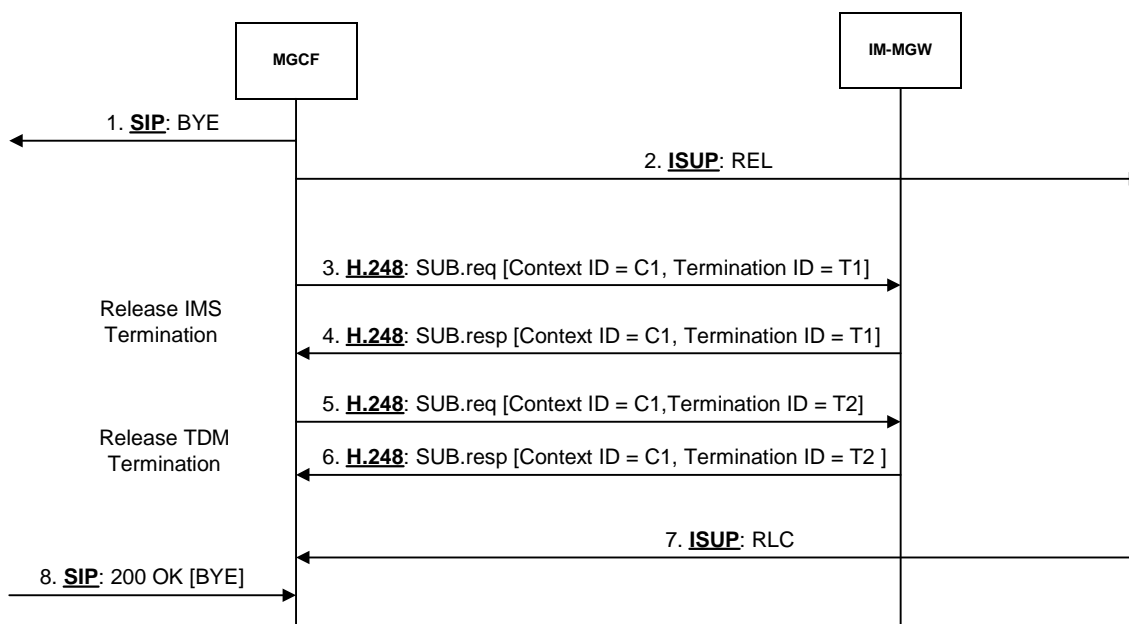 MGCF
IM-MGW
1. SIP: BYE
2. ISUP: REL
3. H.248: SUB.req [Context ID = C1, Termination ID = T1]
Release IMS
Termination
4. H.248: SUB.resp [Context ID = C1, Termination ID = T1]
5. H.248: SUB.req [Context ID = C1,Termination ID = T2]
Release TDM
Termination
6. H.248: SUB.resp [Context ID = C1, Termination ID = T2 ]
7. ISUP: RLC
8. SIP: 200 OK [BYE]